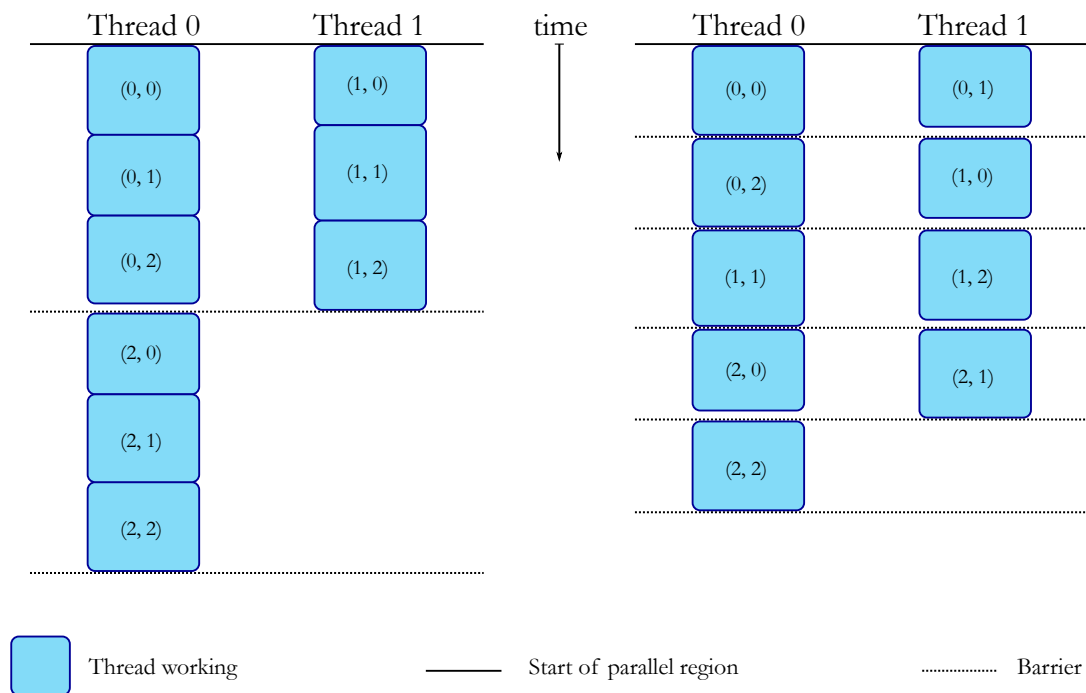 Thread 0 Thread 1 time Thread 0 Thread 1
(0, 0) (1, 0) (0, 0) (0, 1)
(0, 1) (1, 1) (0, 2) (1, 0)
(0, 2) (1, 2) (1, 1) (1, 2)
(2, 0) (2, 0) (2, 1)
(2, 1) (2, 2)
(2, 2)
Thread working Start of parallel region Barrier